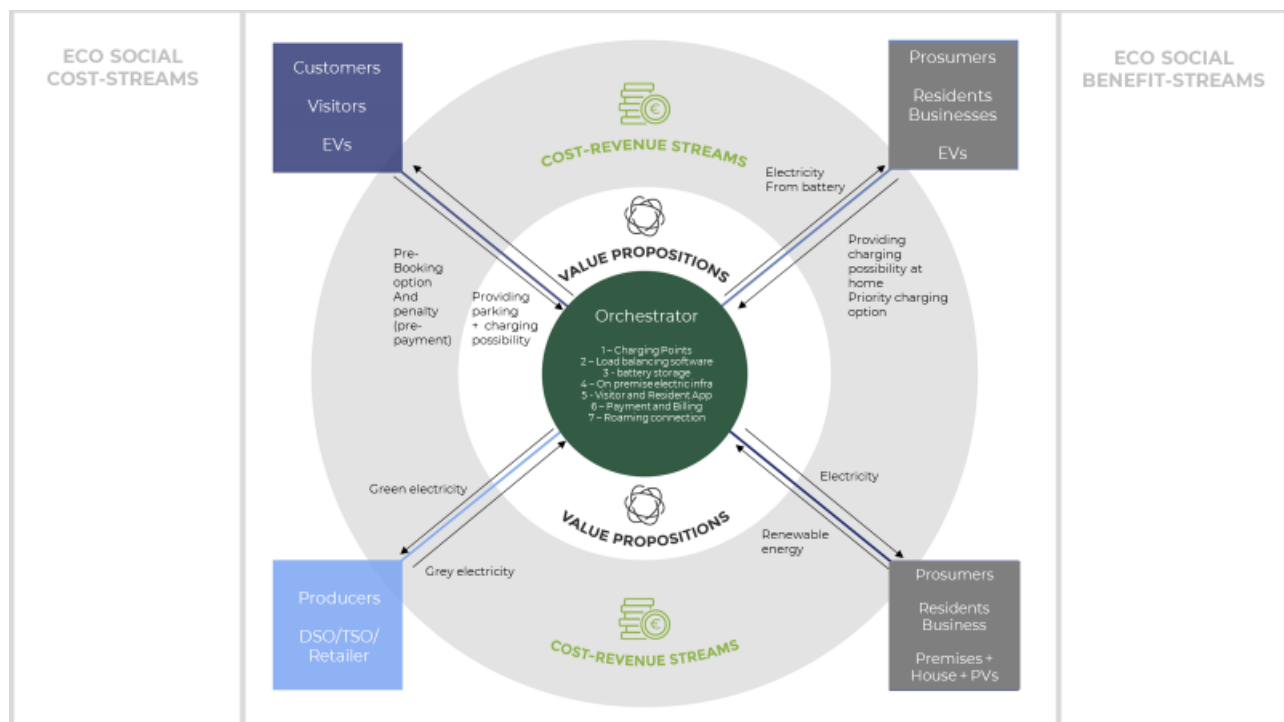 ECO SOCIAL
COST-STREAMS
Customers
Visitors
EVs
COST-REVENUE STREAMS
Prosumers
Residents
Businesses
EVs
ECO SOCIAL
BENEFIT-STREAMS
Electricity
From battery
VALUE PROPOSITIONS
Pre-
Booking
option
And
penalty
(pre-
payment)
Providing
parking
+ charging
possibility
Providing
charging
possibility at
home
Priority charging
option
Orchestrator
1 – Charging Points
2 – Load balancing software
3 - battery storage
4 – On premise electric infra
5 - Visitor and Resident App
6 – Payment and Billing
7 – Roaming connection
Green electricity
Grey electricity
VALUE PROPOSITIONS
Electricity
Renewable
energy
Producers
DSO/TSO/
Retailer
COST-REVENUE STREAMS
Prosumers
Residents
Business
Premises +
House + PVs